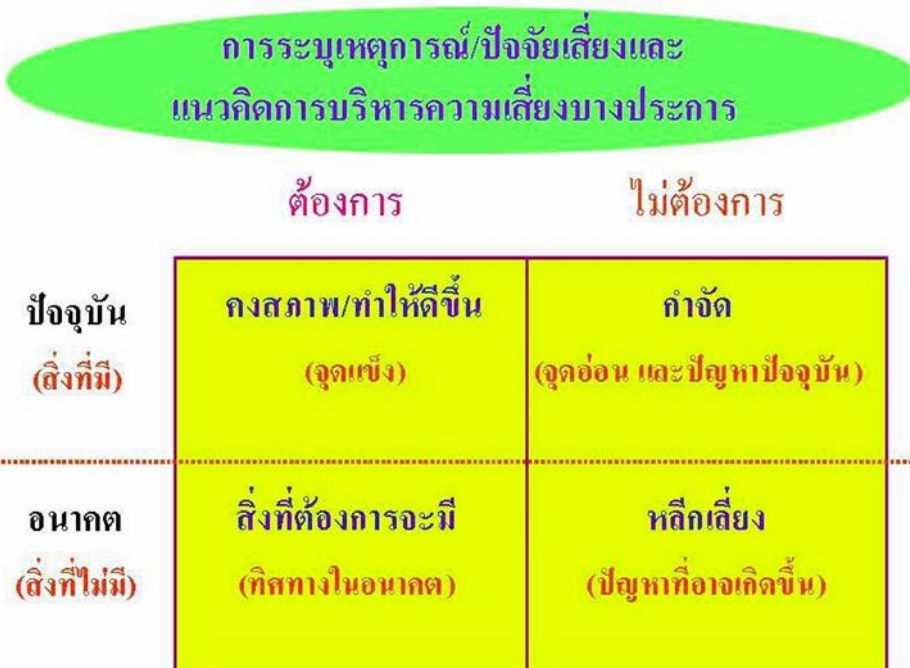 การระบุเหตุการณ์/ปัจจัยเสี่ยงและ
แนวคิดการบริหารความเสี่ยงบางประการ
ต้องการ ไม่ต้องการ
ปัจจุบัน คงสภาพ/ทำให้ดีขึ้น กำจัด
(สิ่งที่มี) (จุดแข็ง) (จุดอ่อน และปัญหาปัจจุบัน)
อนาคต สิ่งที่ต้องการจะมี หลีกเลี่ยง
(สิ่งที่ไม่มี) (ทิศทางในอนาคต) (ปัญหาที่อาจเกิดขึ้น)